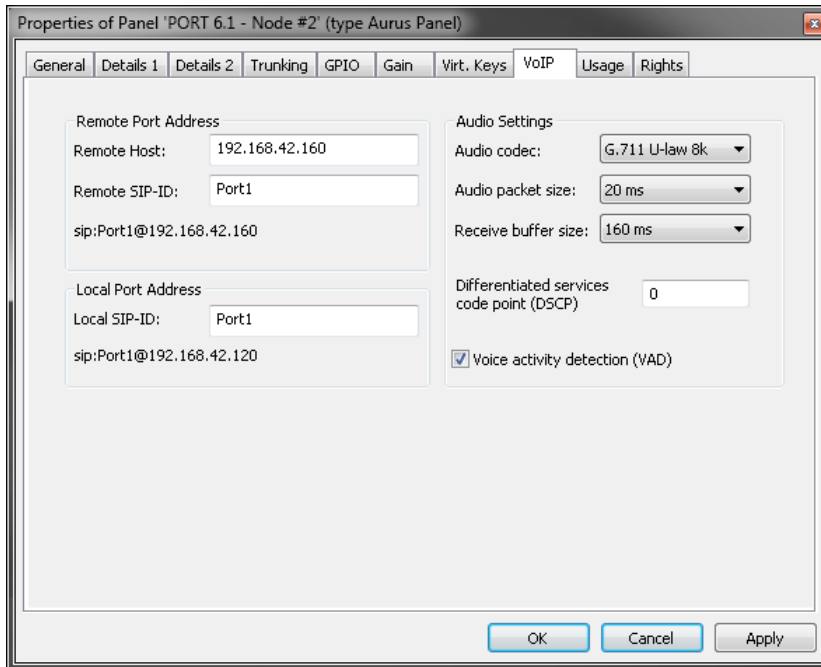 Properties of Panel 'PORT 6.1 - Node #2' (type Aurus Panel)
General Details 1 Details 2 Trunking GPIO Gain Virt. Keys VoIP Usage Rights
Remote Port Address
Remote Host: 192.168.42.160
Remote SIP-ID: Port1
sip:Port1@192.168.42.160
Local Port Address
Local SIP-ID: Port1
sip:Port1@192.168.42.120
Audio Settings
Audio codec: G.711 U-law 8k
Audio packet size: 20 ms
Receive buffer size: 160 ms
Differentiated services
code point (DSCP) 0
Voice activity detection (VAD)
OK Cancel Apply